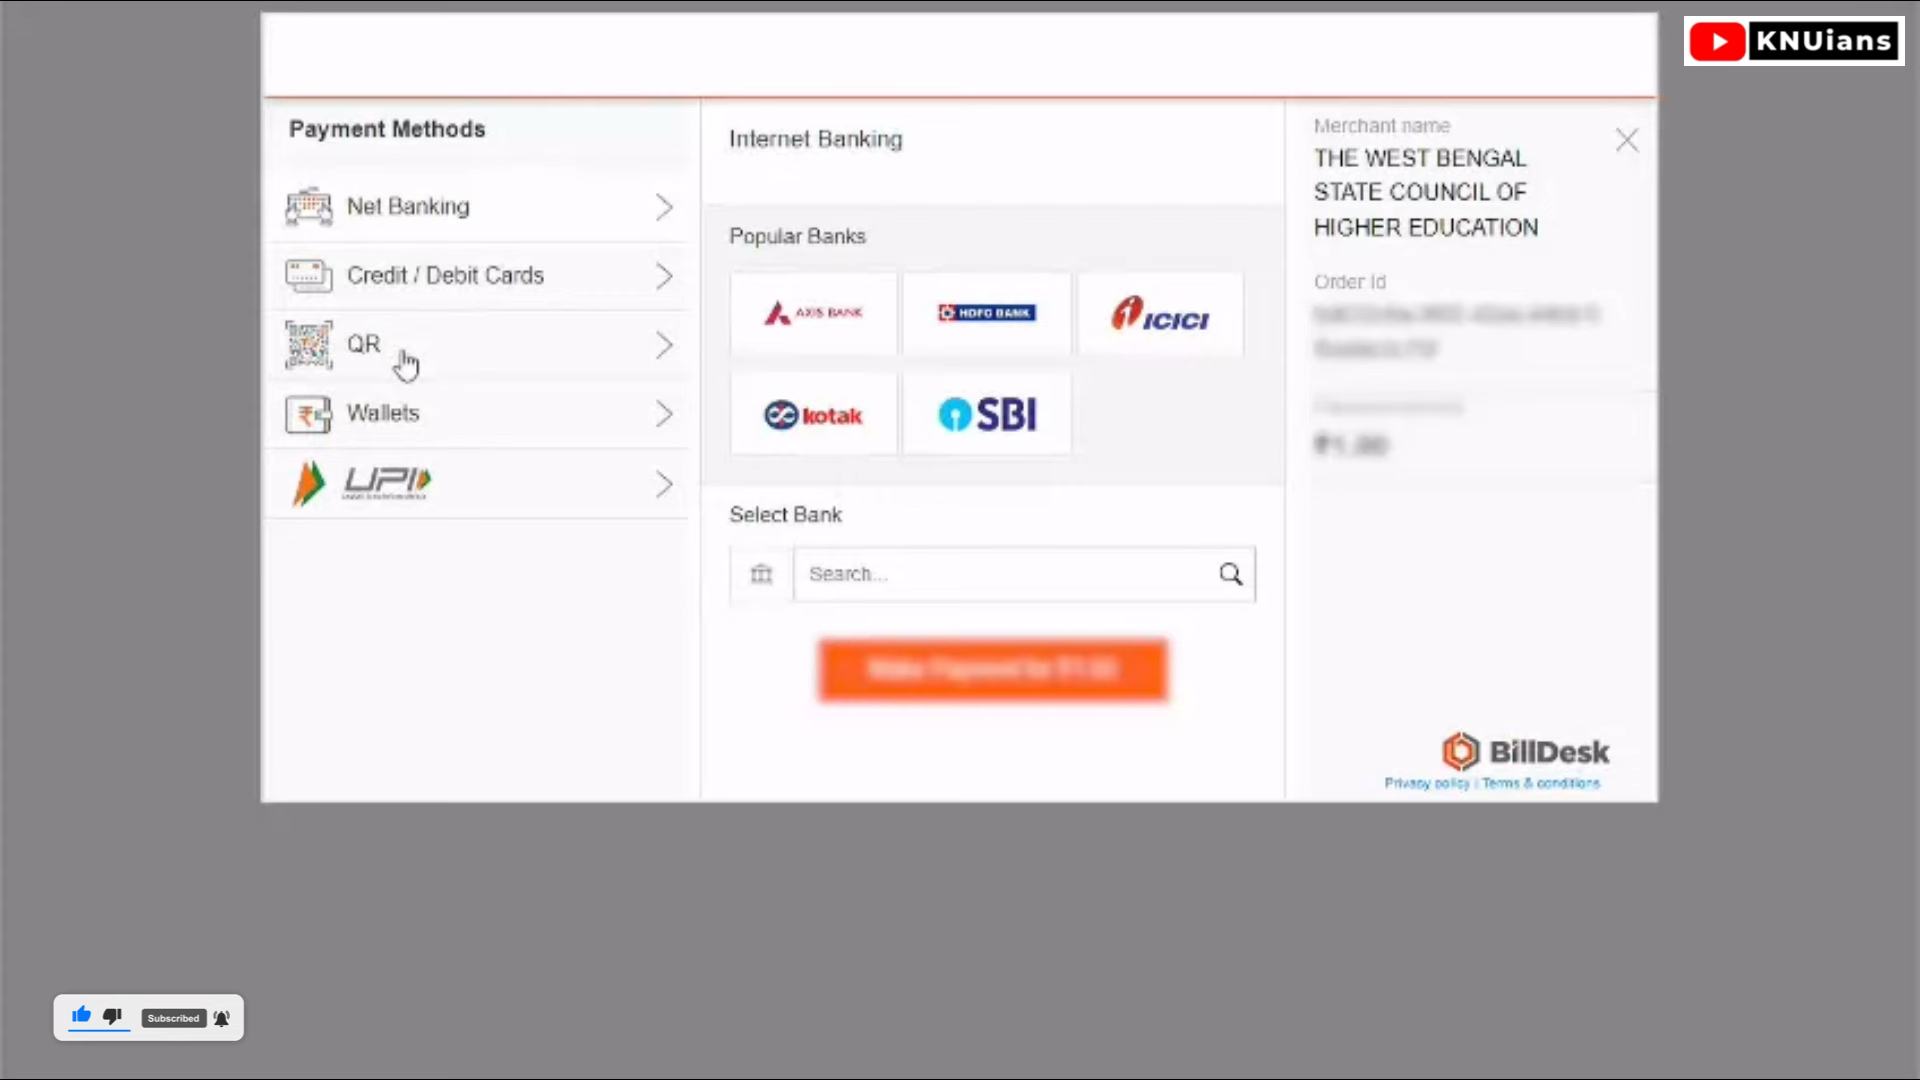 KNUians
Payment Methods
Net Banking
Credit / Debit Cards
QR
Wallets
UPI
Internet Banking
Popular Banks
AXIS BANK
HDFC BANK
ICICI
kotak
SBI
Select Bank
Search...
Merchant name
THE WEST BENGAL
STATE COUNCIL OF
HIGHER EDUCATION
Order Id
BillDesk
Privacy policy | Terms & conditions
Subscribed